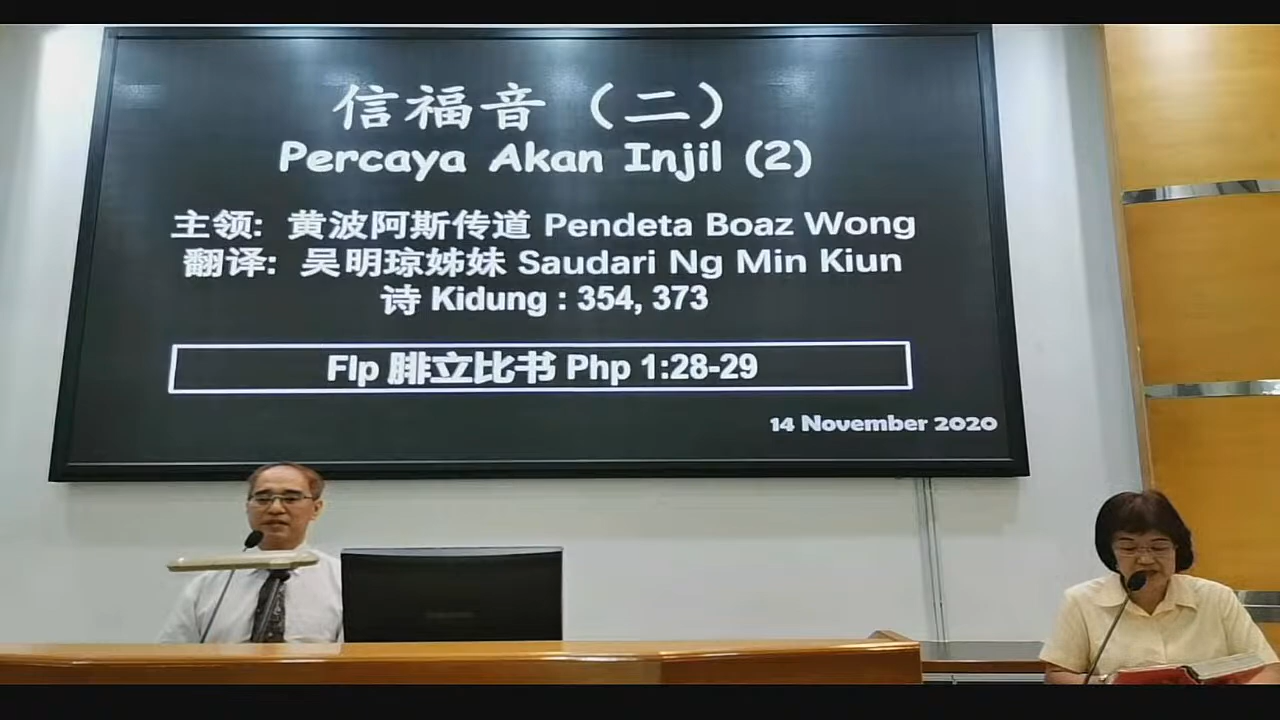 信福音（二）
Percaya Akan Injil (2)
主领: 黄波阿斯传道 Pendeta Boaz Wong
翻译: 吴明琼姊妹 Saudari Ng Min Kiun
诗 Kidung : 354, 373
Flp 腓立比书 Php 1:28-29
14 November 2020